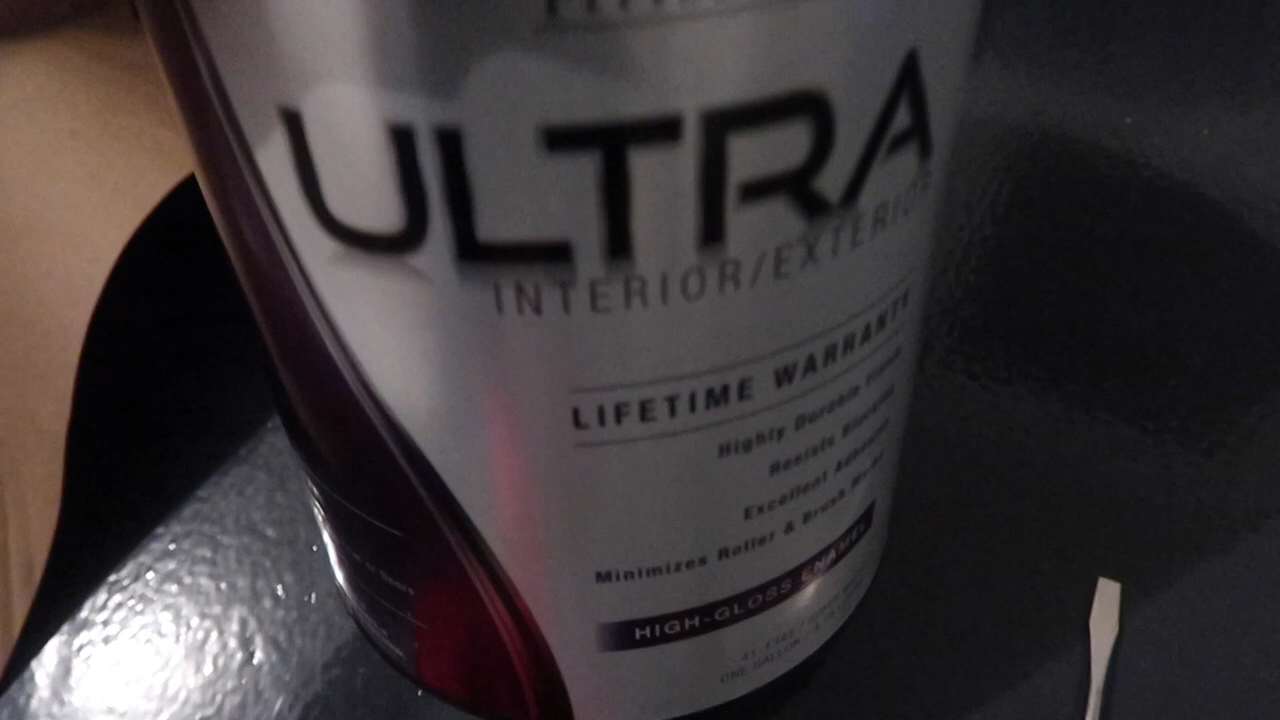 ULTRA
INTERIOR/EXTERIOR
LIFETIME WARRANTY
Highly Durable Finish
Resists
Excellent Adhesion
Minimizes Roller & Brush Marks
HIGH-GLOSS ENAMEL
ONE GALLON